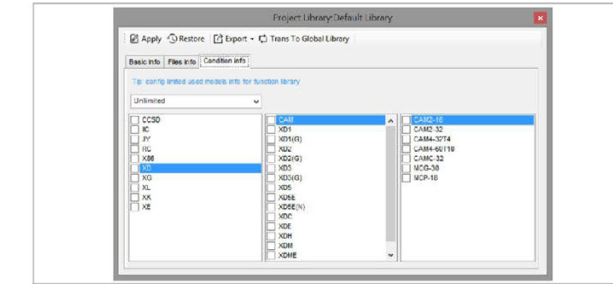 Project Library:Default Library
Apply Restore Export Trans To Global Library
Basic info Files info Condition info
Tip: config limited used models info for function library
Unlimited
CCSD
IC
JY
RC
X86
XD
XG
XL
XK
XE
CAM
XD1
XD1(G)
XD2
XD2(G)
XD3
XD3(G)
XD5
XD5E
XD5E(N)
XDC
XDE
XDH
XDM
XDME
CAM2-16
CAM2-32
CAM4-32T4
CAM4-60T10
CAMC-32
MCG-30
MCP-16